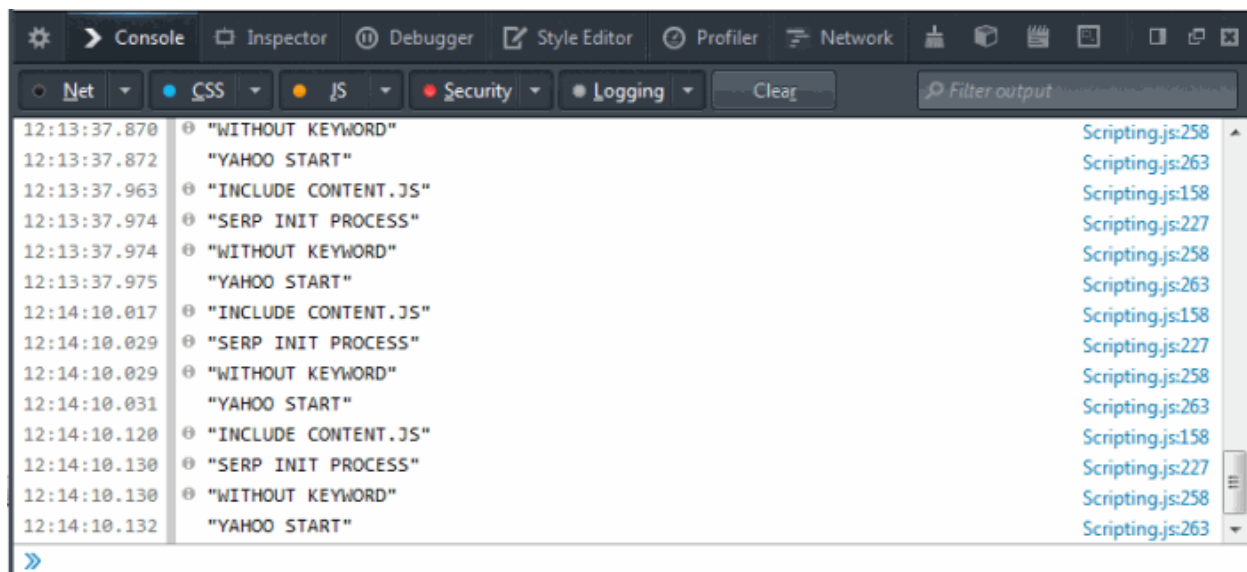 Console Inspector Debugger Style Editor Profiler Network
Net CSS JS Security Logging Clear Filter output
12:13:37.870 "WITHOUT KEYWORD" Scripting.js:258
12:13:37.872 "YAHOO START" Scripting.js:263
12:13:37.963 "INCLUDE CONTENT.JS" Scripting.js:158
12:13:37.974 "SERP INIT PROCESS" Scripting.js:227
12:13:37.974 "WITHOUT KEYWORD" Scripting.js:258
12:13:37.975 "YAHOO START" Scripting.js:263
12:14:10.017 "INCLUDE CONTENT.JS" Scripting.js:158
12:14:10.029 "SERP INIT PROCESS" Scripting.js:227
12:14:10.029 "WITHOUT KEYWORD" Scripting.js:258
12:14:10.031 "YAHOO START" Scripting.js:263
12:14:10.120 "INCLUDE CONTENT.JS" Scripting.js:158
12:14:10.130 "SERP INIT PROCESS" Scripting.js:227
12:14:10.130 "WITHOUT KEYWORD" Scripting.js:258
12:14:10.132 "YAHOO START" Scripting.js:263